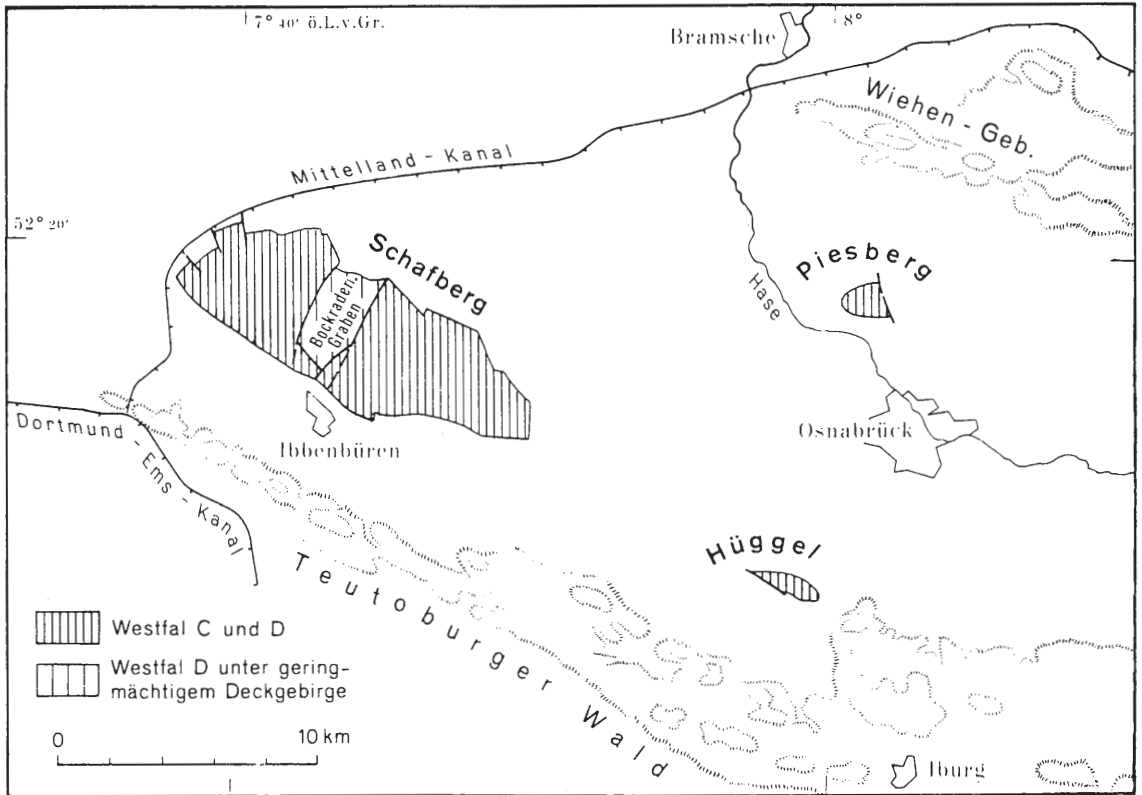 7° 40' ö.L.v.Gr.
8°
Bramsche
Wiehen - Geb.
Mittelland - Kanal
52° 20'
Schafberg
Piesberg
Bockraden.
Graben
Hase
Dortmund - Ems - Kanal
Ibbenbüren
Osnabrück
Hüggel
Teutoburger Wald
Westfal C und D
Westfal D unter gering-
mächtigem Deckgebirge
0 10 km
Iburg